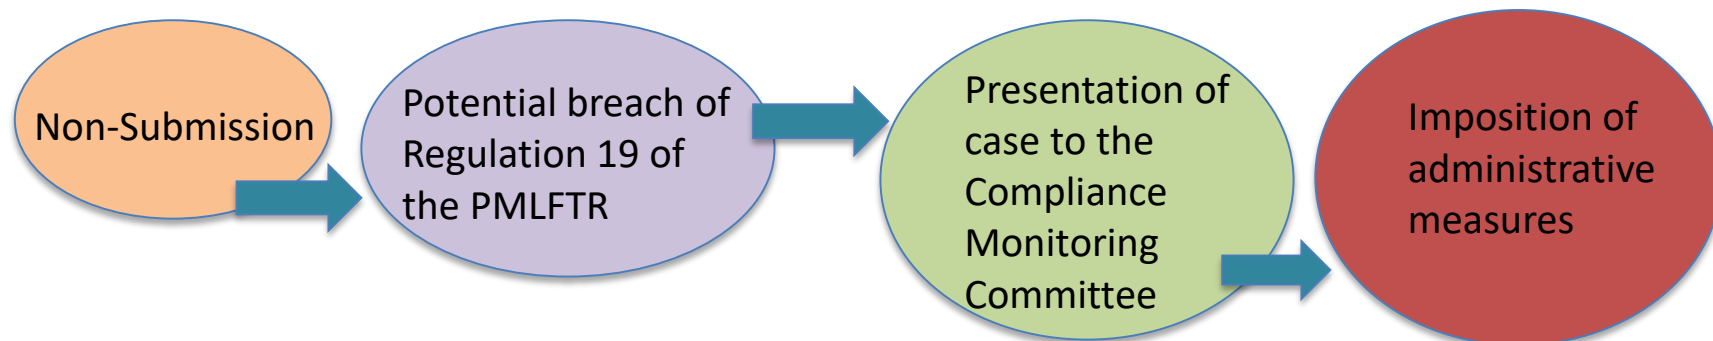 Non-Submission
Potential breach of
Regulation 19 of
the PMLFTR
Presentation of
case to the
Compliance
Monitoring
Committee
Imposition of
administrative
measures